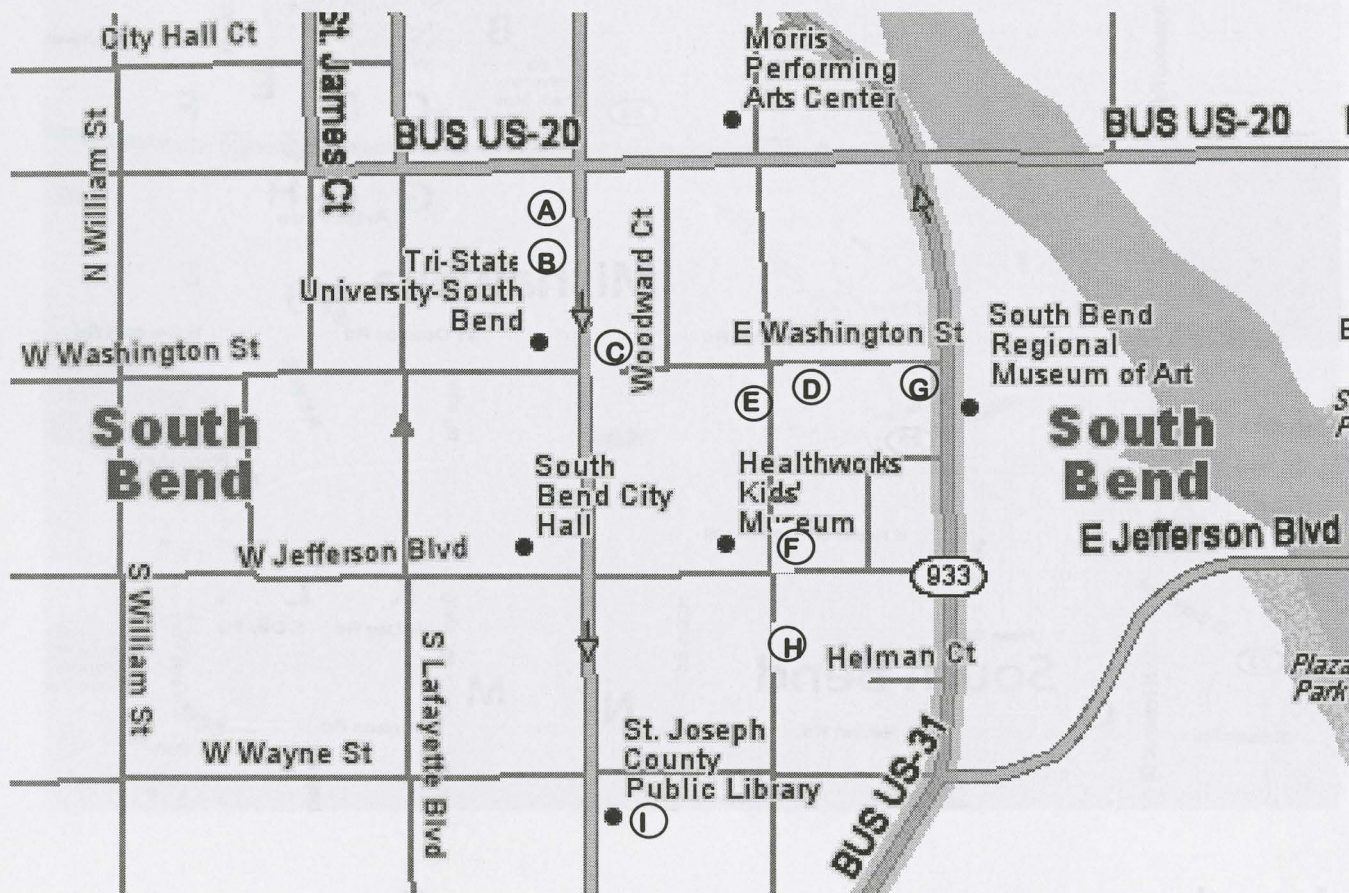 City Hall Ct
St. James Ct
N William St
BUS US-20
Morris
Performing
Arts Center
BUS US-20
A
B
Tri-State
University-South
Bend
Woodward Ct
C
W Washington St
E Washington St
South Bend
Regional
Museum of Art
D
E
G
South
Bend
South
Bend
South
Bend City
Hall
Healthworks
Kids'
Museum
F
W Jefferson Blvd
E Jefferson Blvd
933
S William St
S Lafayette Blvd
H
Helman Ct
Plaza
Park
W Wayne St
St. Joseph
County
Public Library
I
BUS US-31